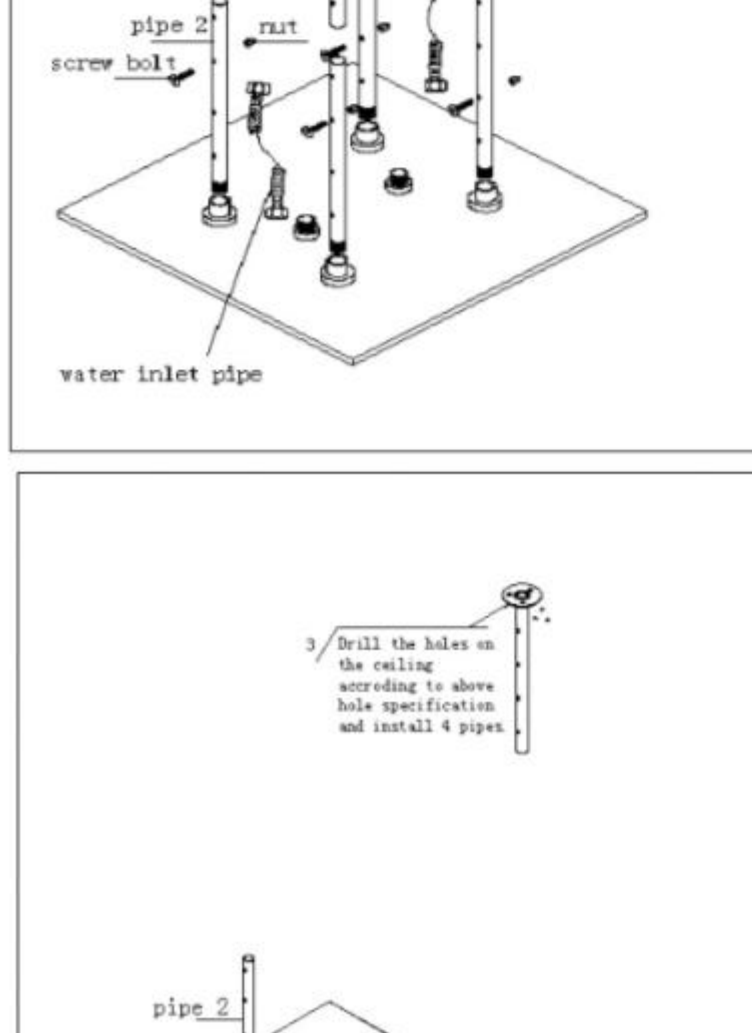 pipe 2
nut
screw bolt
water inlet pipe
3
Drill the holes on
the ceiling
accroding to above
hole specification
and install 4 pipes.
pipe 2